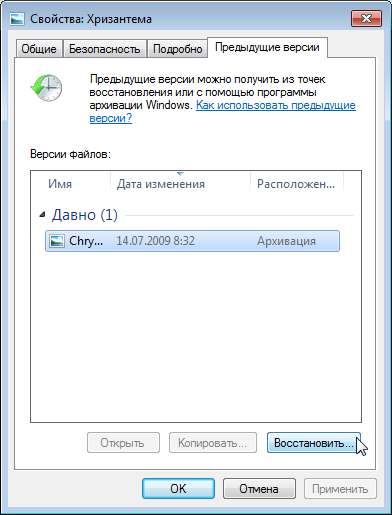 Свойства: Хризантема
Общие Безопасность Подробно Предыдущие версии
Предыдущие версии можно получить из точек
восстановления или с помощью программы
архивации Windows. Как использовать предыдущие
версии?
Версии файлов:
Имя Дата изменения Расположен...
Давно (1)
Chry... 14.07.2009 8:32 Архивация
Открыть Копировать... Восстановить...
OK Отмена Применить